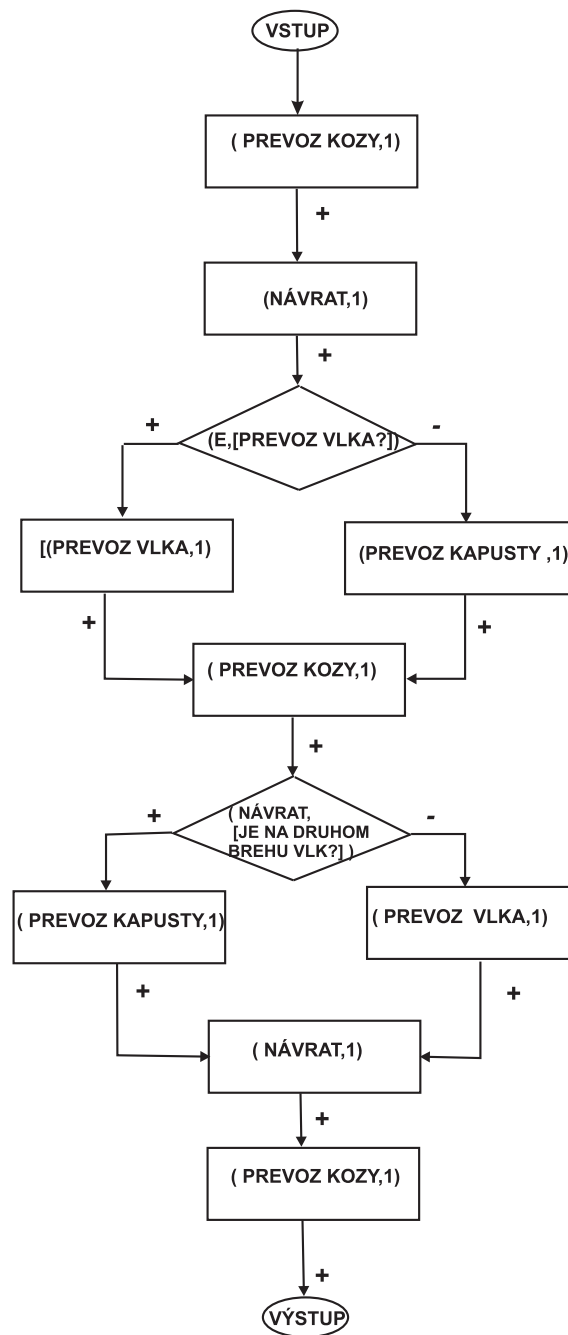 VSTUP
( PREVOZ KOZY,1)
+
(NÁVRAT,1)
+
+
(E,[PREVOZ VLKA?])
-
[(PREVOZ VLKA,1)
(PREVOZ KAPUSTY ,1)
+
+
( PREVOZ KOZY,1)
+
+
( NÁVRAT,
[JE NA DRUHOM
BREHU VLK?] )
-
( PREVOZ KAPUSTY,1)
( PREVOZ VLKA,1)
+
+
( NÁVRAT,1)
+
( PREVOZ KOZY,1)
+
VÝSTUP